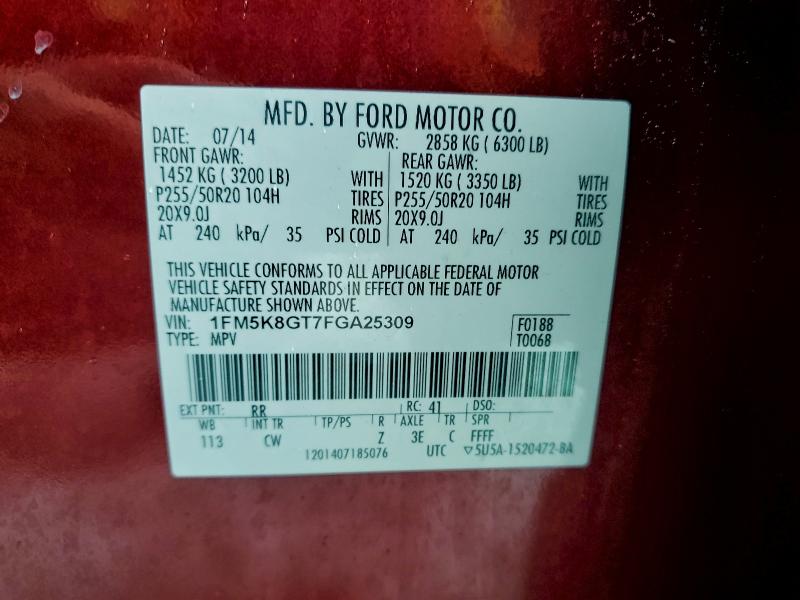 MFD. BY FORD MOTOR CO.
DATE: 07/14 GVWR: 2858 KG ( 6300 LB)
FRONT GAWR: REAR GAWR:
1452 KG ( 3200 LB) WITH 1520 KG ( 3350 LB) WITH
P255/50R20 104H TIRES P255/50R20 104H TIRES
20X9.0J RIMS 20X9.0J RIMS
AT 240 kPa/ 35 PSI COLD AT 240 kPa/ 35 PSI COLD
THIS VEHICLE CONFORMS TO ALL APPLICABLE FEDERAL MOTOR
VEHICLE SAFETY STANDARDS IN EFFECT ON THE DATE OF
MANUFACTURE SHOWN ABOVE.
VIN: 1FM5K8GT7FGA25309 F0188
TYPE: MPV T0068
EXT PNT: RR RC: 41 DSO:
WB INT TR TP/PS R AXLE TR SPR
113 CW Z 3E C FFFF
1201407185076 UTC ▽5U5A-1520472-BA